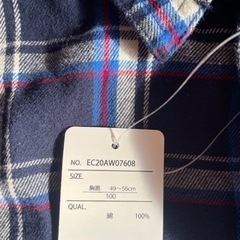 NO. EC20AW07608
SIZE.
胸囲 49～55cm
100
QUAL.
綿 100%